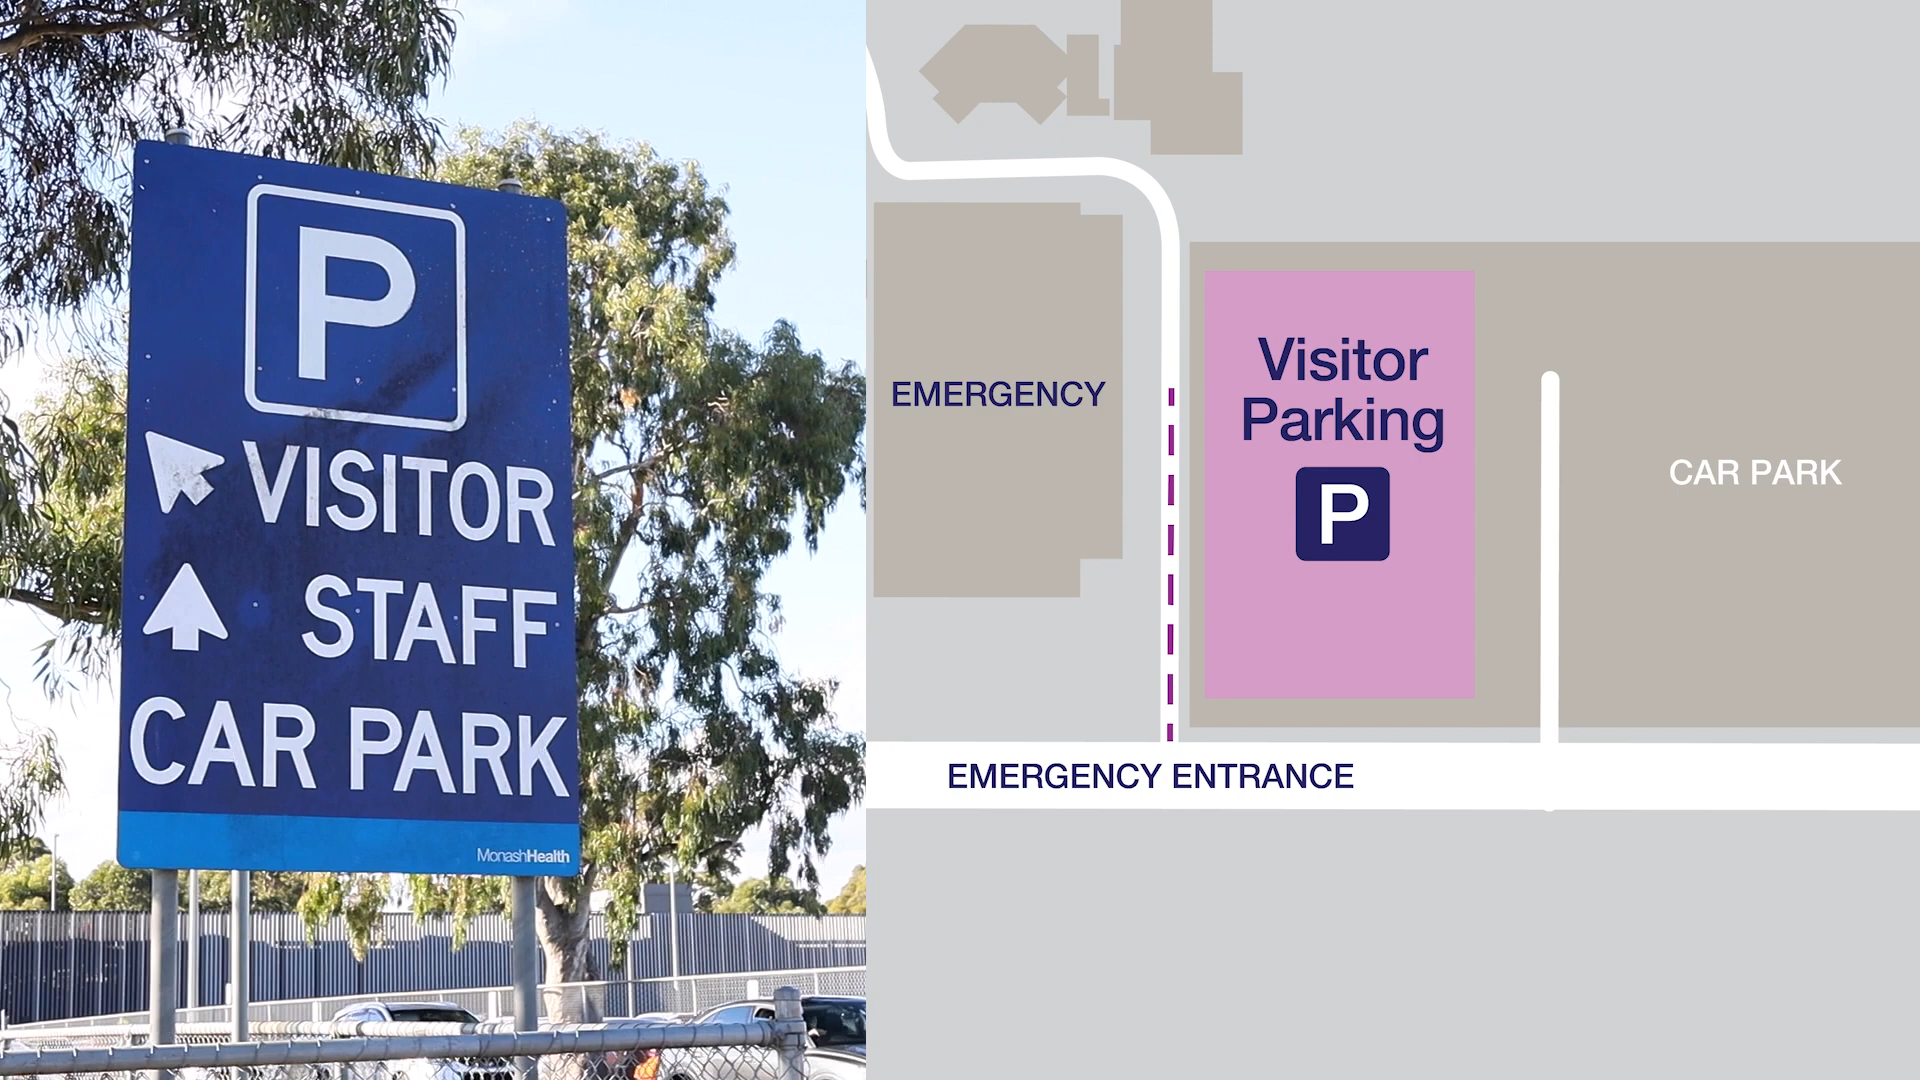 P
VISITOR
STAFF
CAR PARK
MonashHealth
EMERGENCY
Visitor
Parking
P
CAR PARK
EMERGENCY ENTRANCE